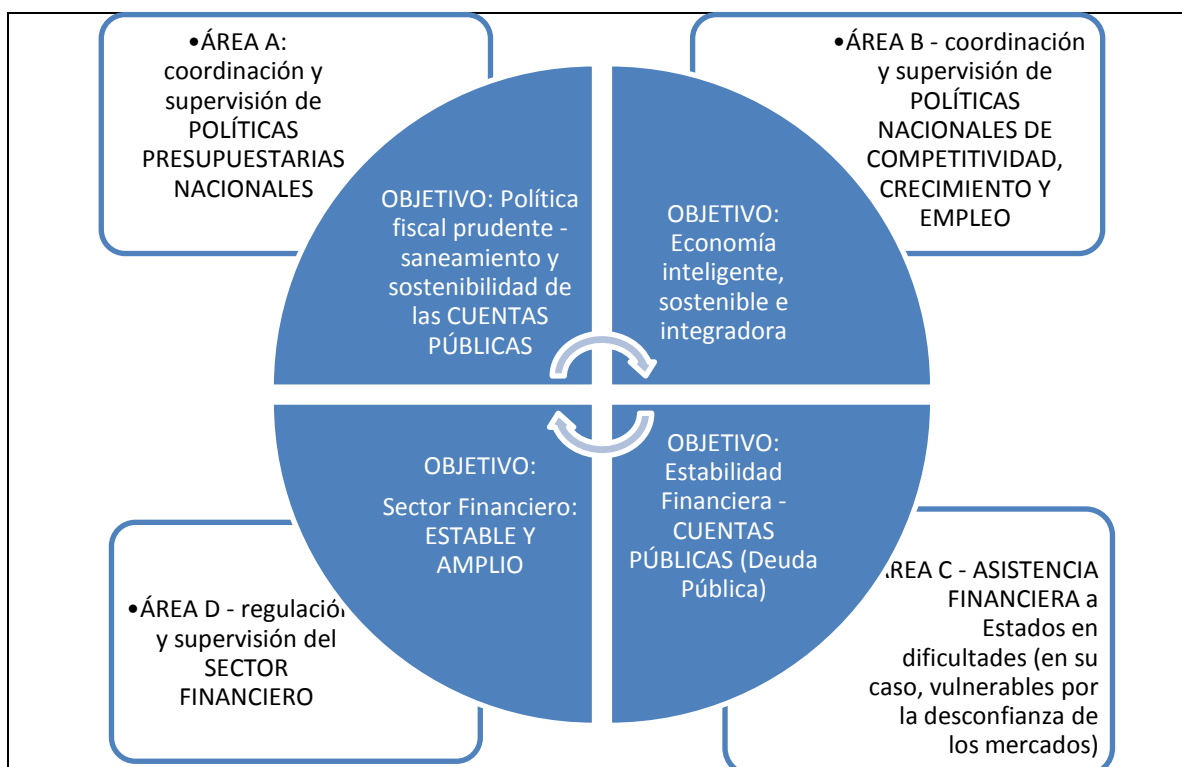 •ÁREA A:
coordinación y
supervisión de
POLÍTICAS
PRESUPUESTARIAS
NACIONALES
•ÁREA B - coordinación
y supervisión de
POLÍTICAS
NACIONALES DE
COMPETITIVIDAD,
CRECIMIENTO Y
EMPLEO
OBJETIVO: Política
fiscal prudente -
saneamiento y
sostenibilidad de
las CUENTAS
PÚBLICAS
OBJETIVO:
Economía
inteligente,
sostenible e
integradora
OBJETIVO:
Sector Financiero:
ESTABLE Y
AMPLIO
OBJETIVO:
Estabilidad
Financiera -
CUENTAS
PÚBLICAS (Deuda
Pública)
•ÁREA D - regulación
y supervisión del
SECTOR
FINANCIERO
ÁREA C - ASISTENCIA
FINANCIERA a
Estados en
dificultades (en su
caso, vulnerables por
la desconfianza de
los mercados)